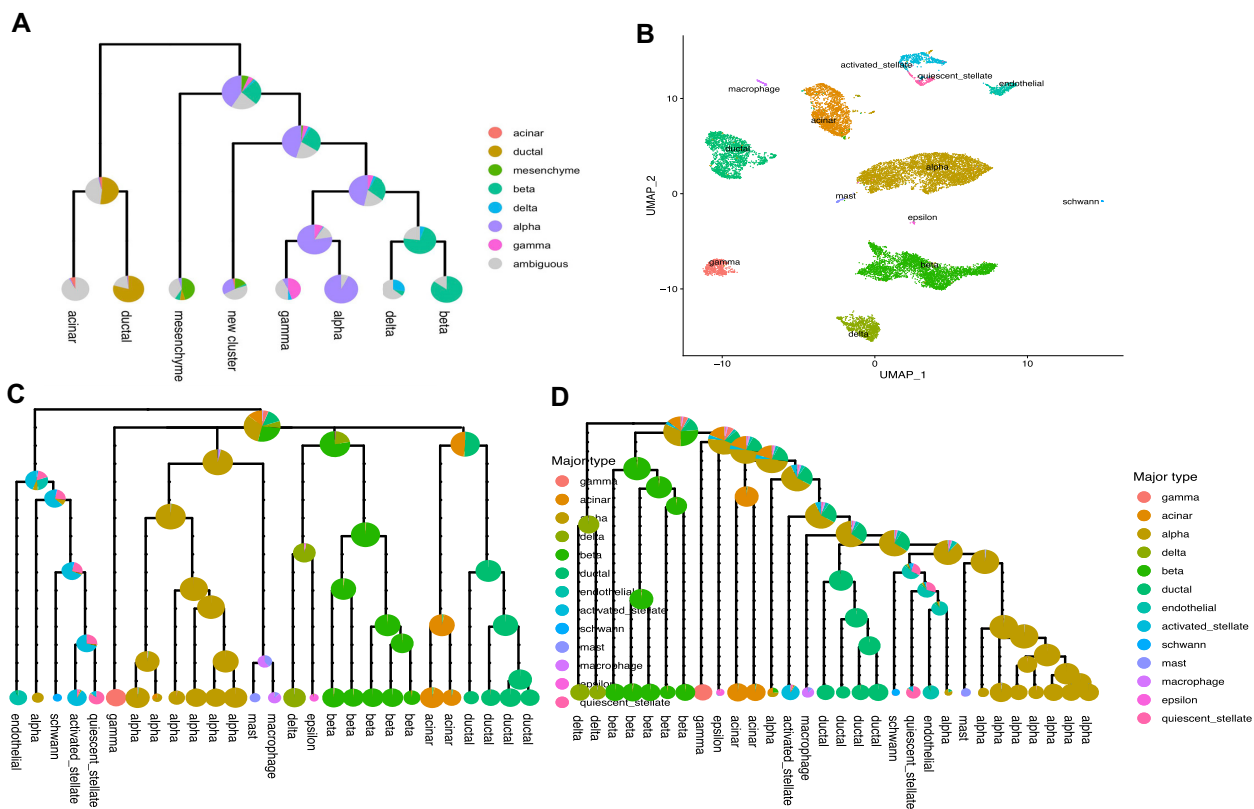 A
acinar
ductal
mesenchyme
beta
delta
alpha
gamma
ambiguous
acinar
ductal
mesenchyme
new cluster
gamma
alpha
delta
beta
B
activated_stellate
quiescent_stellate
endothelial
macrophage
acinar
ductal
alpha
mast
schwann
epsilon
gamma
beta
delta
10
0
−10
−10
0
10
UMAP_2
UMAP_1
C
endothelial
alpha
schwann
activated_stellate
quiescent_stellate
gamma
alpha
alpha
alpha
alpha
alpha
mast
macrophage
delta
epsilon
beta
beta
beta
beta
beta
acinar
acinar
ductal
ductal
ductal
ductal
D
Major type
gamma
acinar
alpha
delta
beta
ductal
endothelial
activated_stellate
schwann
mast
macrophage
epsilon
quiescent_stellate
delta
delta
beta
beta
beta
beta
beta
gamma
epsilon
acinar
acinar
alpha
activated_stellate
macrophage
ductal
ductal
ductal
ductal
schwann
quiescent_stellate
endothelial
alpha
mast
alpha
alpha
alpha
alpha
alpha
alpha
alpha
Major type
gamma
acinar
alpha
delta
beta
ductal
endothelial
activated_stellate
schwann
mast
macrophage
epsilon
quiescent_stellate